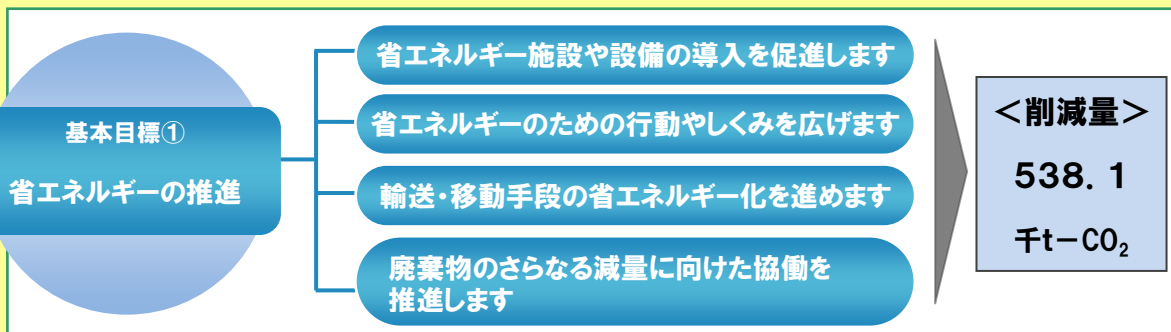 基本目標①
省エネルギーの推進
省エネルギー施設や設備の導入を促進します
省エネルギーのための行動やしくみを広げます
輸送・移動手段の省エネルギー化を進めます
廃棄物のさらなる減量に向けた協働を
推進します
＜削減量＞
538．1
千t－CO₂